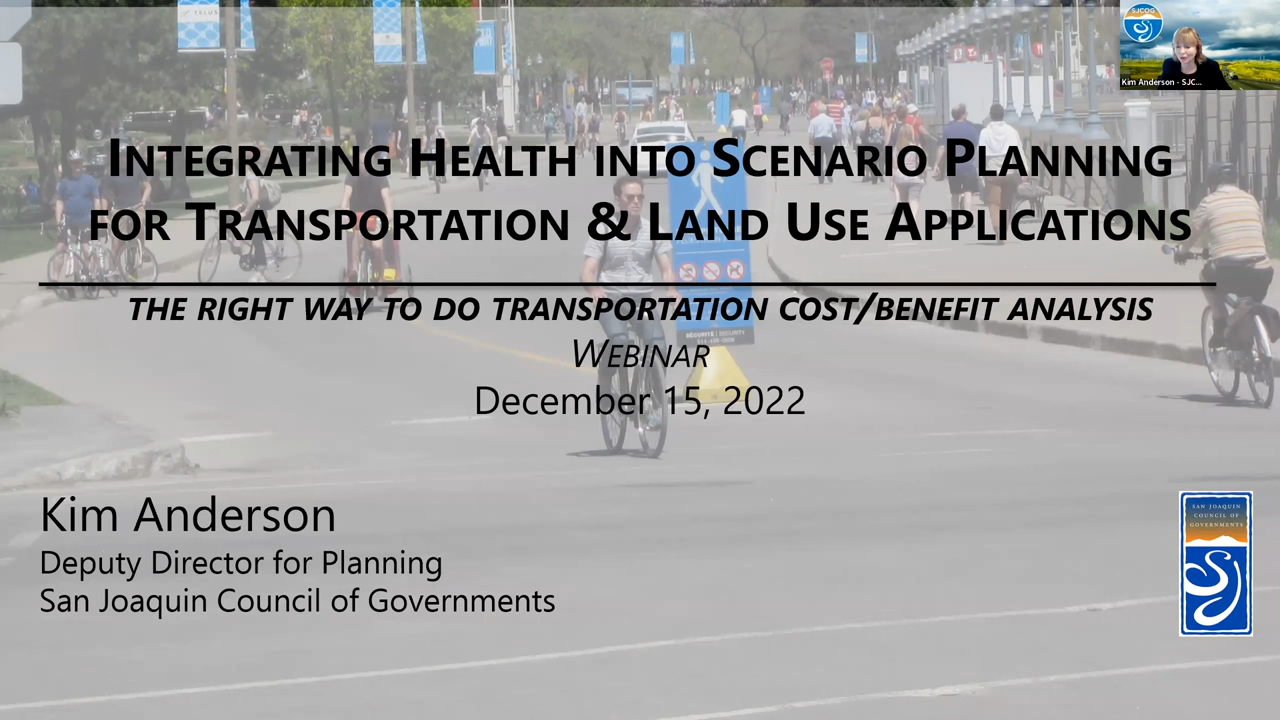 SJCOG
Kim Anderson - SJC...
INTEGRATING HEALTH INTO SCENARIO PLANNING
FOR TRANSPORTATION & LAND USE APPLICATIONS
THE RIGHT WAY TO DO TRANSPORTATION COST/BENEFIT ANALYSIS
WEBINAR
December 15, 2022
Kim Anderson
Deputy Director for Planning
San Joaquin Council of Governments
SAN JOAQUIN
COUNCIL OF
GOVERNMENTS